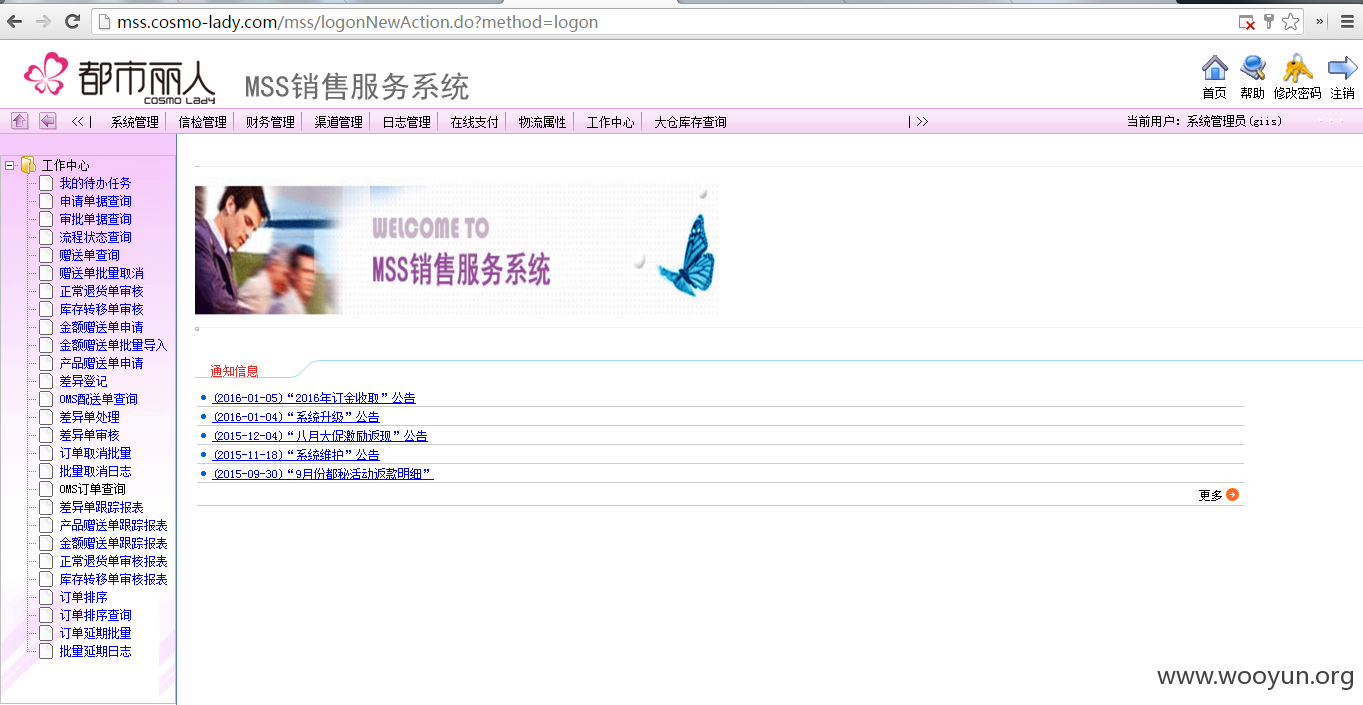 mss.cosmo-lady.com/mss/logonNewAction.do?method=logon
都市丽人
COSMO LADY
MSS销售服务系统
首页 帮助 修改密码 注销
系统管理 信检管理 财务管理 渠道管理 日志管理 在线支付 物流属性 工作中心 大仓库存查询
当前用户：系统管理员(giis)
工作中心
我的待办任务
申请单据查询
审批单据查询
流程状态查询
赠送单查询
赠送单批量取消
正常退货单审核
库存转移单审核
金额赠送单申请
金额赠送单批量导入
产品赠送单申请
差异登记
OMS配送单查询
差异单处理
差异单审核
订单取消批量
批量取消日志
OMS订单查询
差异单跟踪报表
产品赠送单跟踪报表
金额赠送单跟踪报表
正常退货单审核报表
库存转移单审核报表
订单排序
订单排序查询
订单延期批量
批量延期日志
WELCOME TO
MSS销售服务系统
通知信息
(2016-01-05)“2016年订金收取”公告
(2016-01-04)“系统升级”公告
(2015-12-04)“八月大促激励返现”公告
(2015-11-18)“系统维护”公告
(2015-09-30)“9月份都秘活动返款明细”
更多
www.wooyun.org